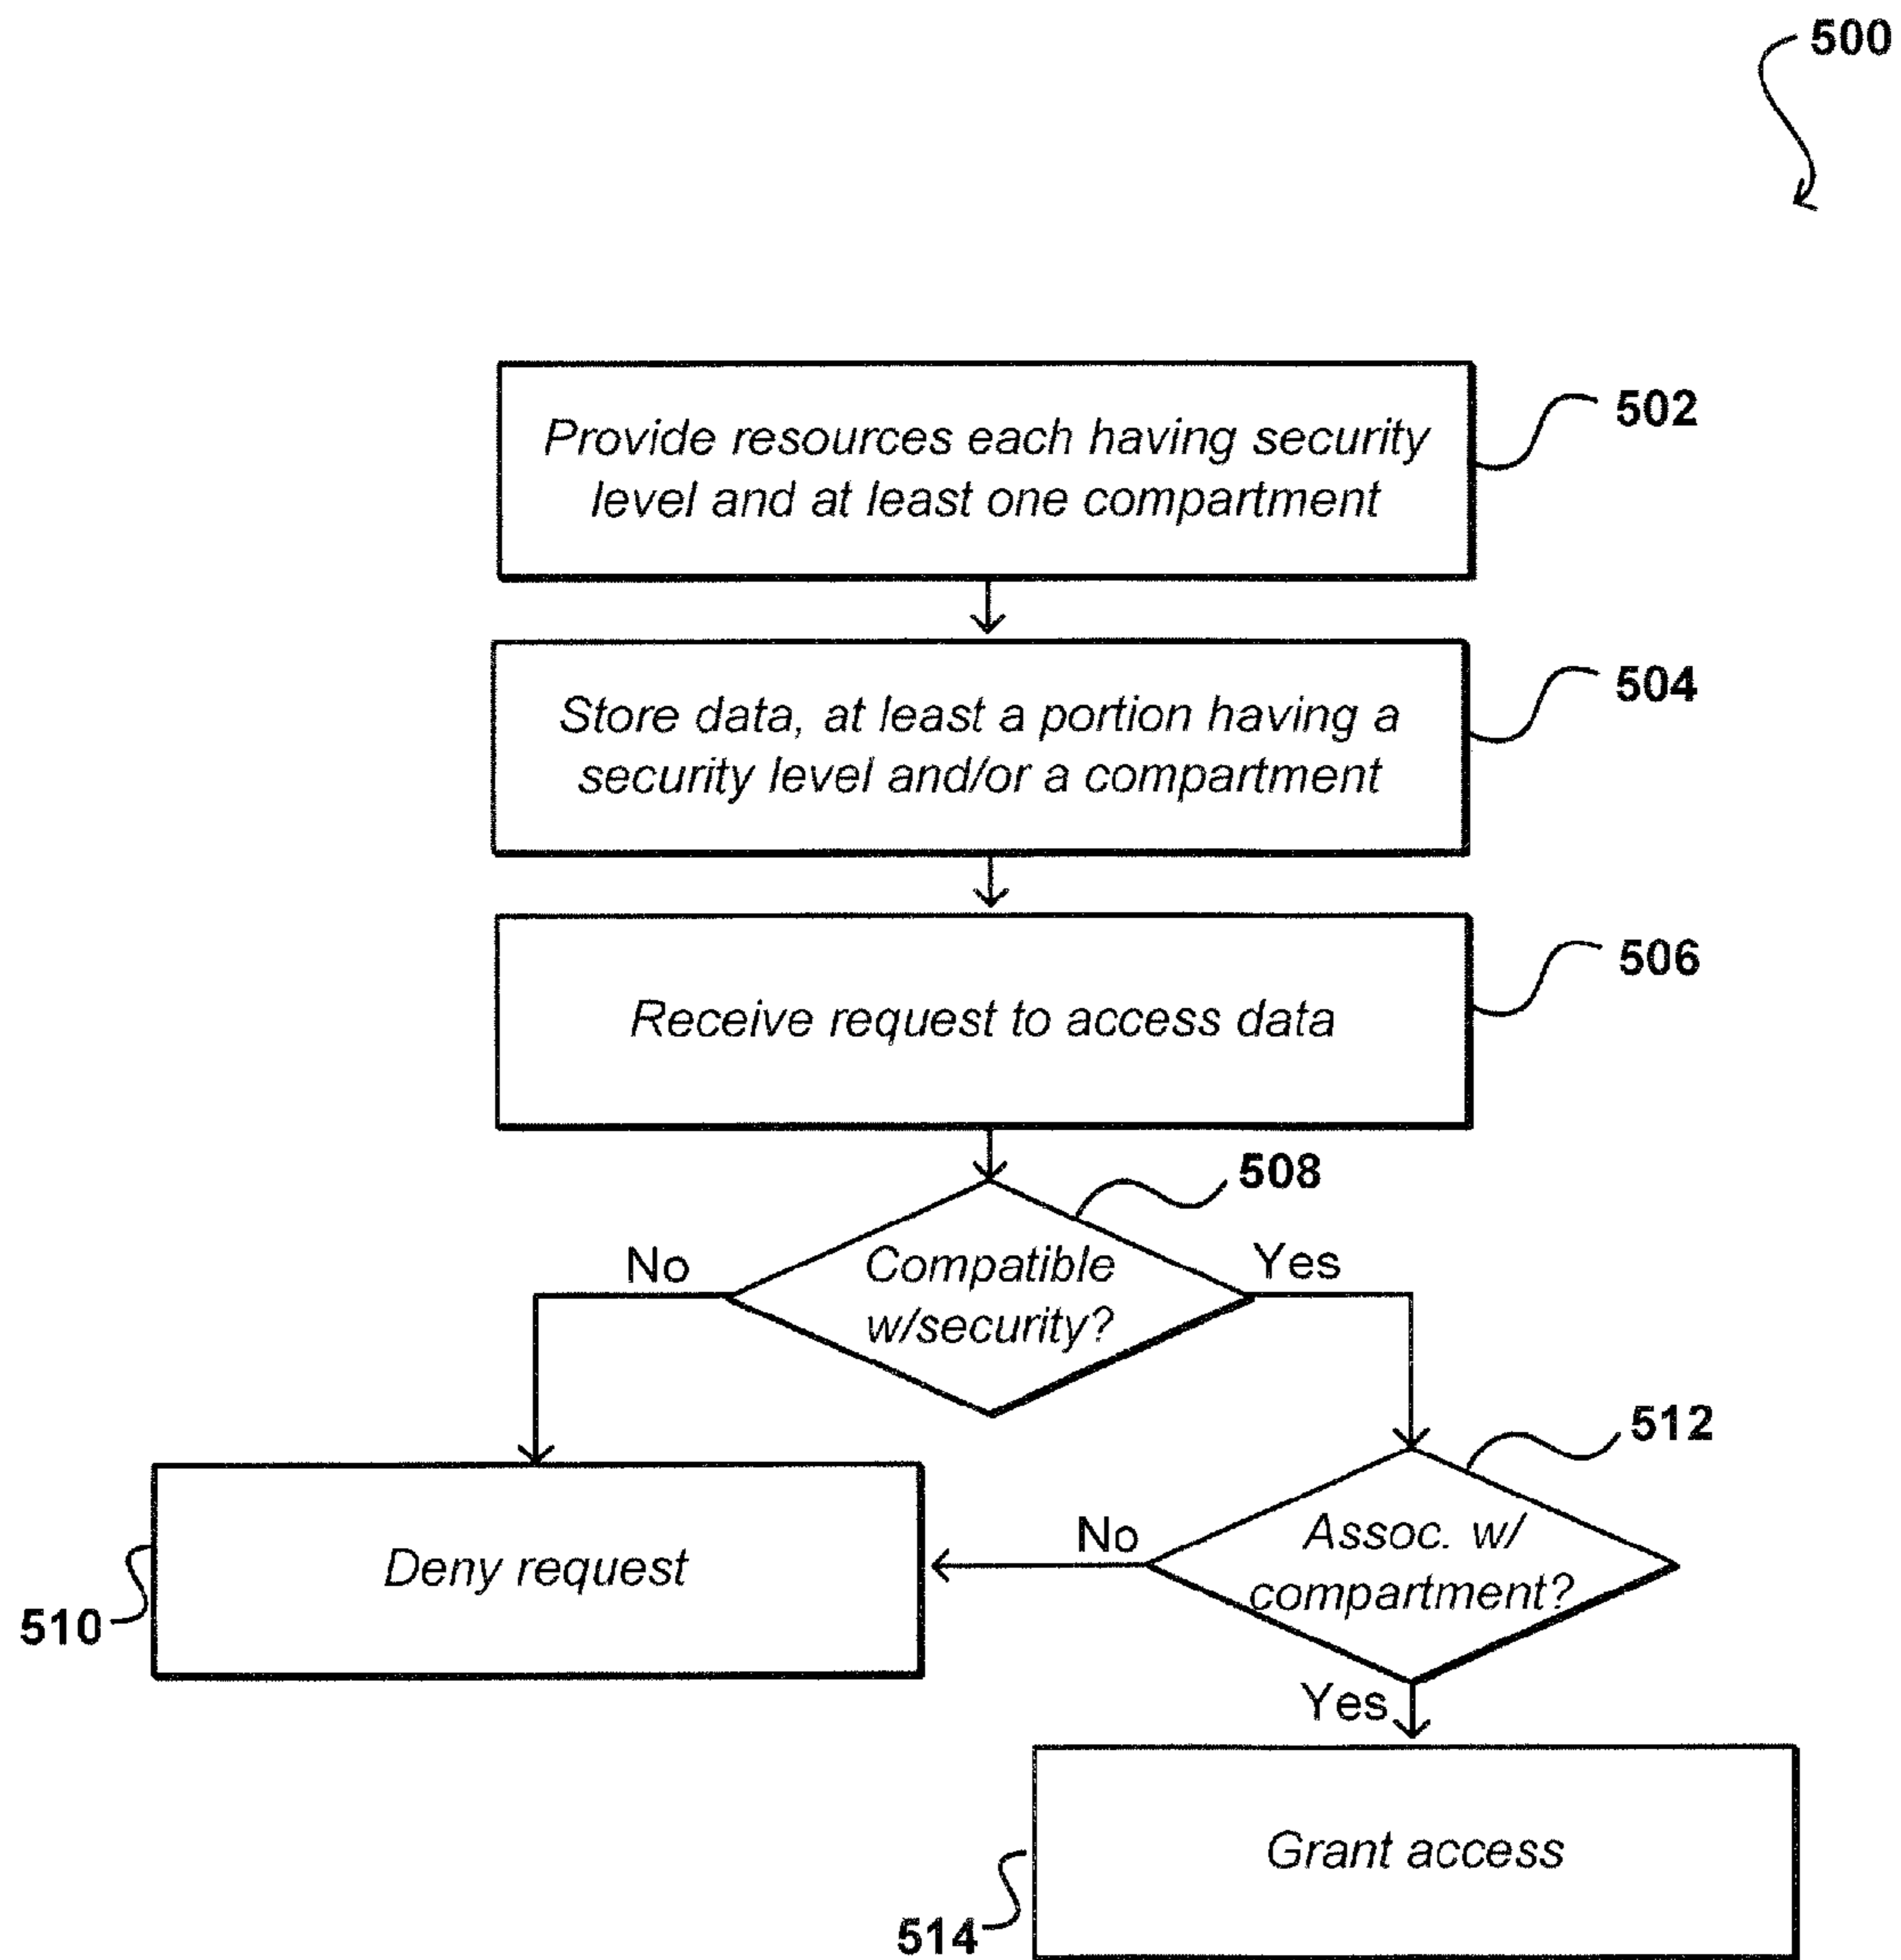 500
Provide resources each having security
level and at least one compartment
502
Store data, at least a portion having a
security level and/or a compartment
504
Receive request to access data
506
508
No
Compatible
w/security?
Yes
512
Deny request
510
No
Assoc. w/
compartment?
Yes
Grant access
514